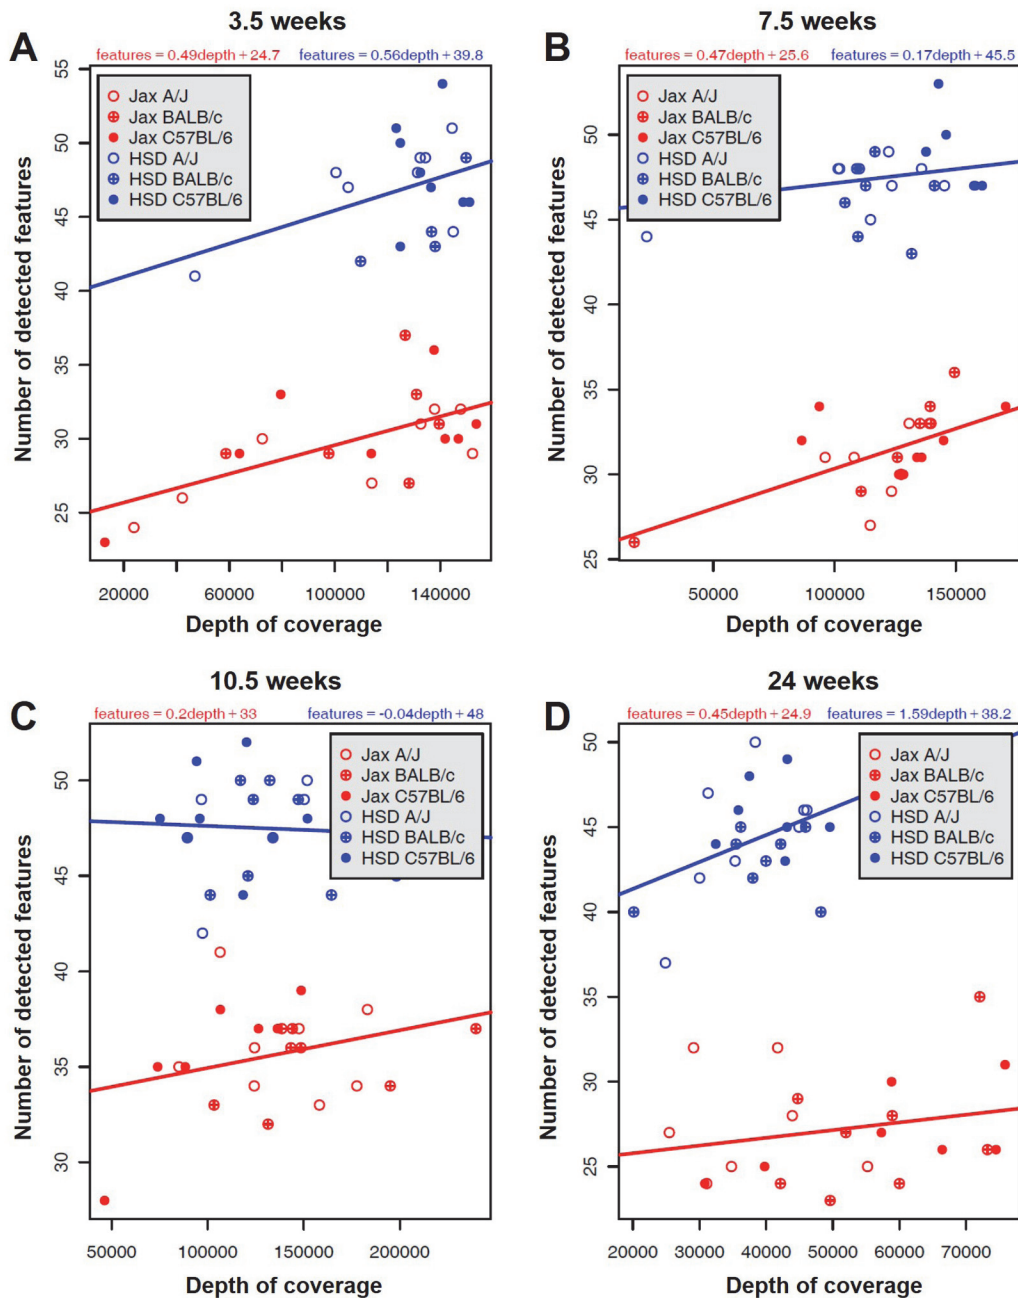 3.5 weeks
A
features = 0.49depth + 24.7 features = 0.56depth + 39.8
Jax A/J
Jax BALB/c
Jax C57BL/6
HSD A/J
HSD BALB/c
HSD C57BL/6
55
50
45
40
35
30
25
Number of detected features
20000 60000 100000 140000
Depth of coverage
7.5 weeks
B
features = 0.47depth + 25.6 features = 0.17depth + 45.5
Jax A/J
Jax BALB/c
Jax C57BL/6
HSD A/J
HSD BALB/c
HSD C57BL/6
50
45
40
35
30
25
Number of detected features
50000 100000 150000
Depth of coverage
10.5 weeks
C
features = 0.2depth + 33 features = -0.04depth + 48
Jax A/J
Jax BALB/c
Jax C57BL/6
HSD A/J
HSD BALB/c
HSD C57BL/6
50
45
40
35
30
Number of detected features
50000 100000 150000 200000
Depth of coverage
24 weeks
D
features = 0.45depth + 24.9 features = 1.59depth + 38.2
Jax A/J
Jax BALB/c
Jax C57BL/6
HSD A/J
HSD BALB/c
HSD C57BL/6
50
45
40
35
30
25
Number of detected features
20000 30000 40000 50000 60000 70000
Depth of coverage